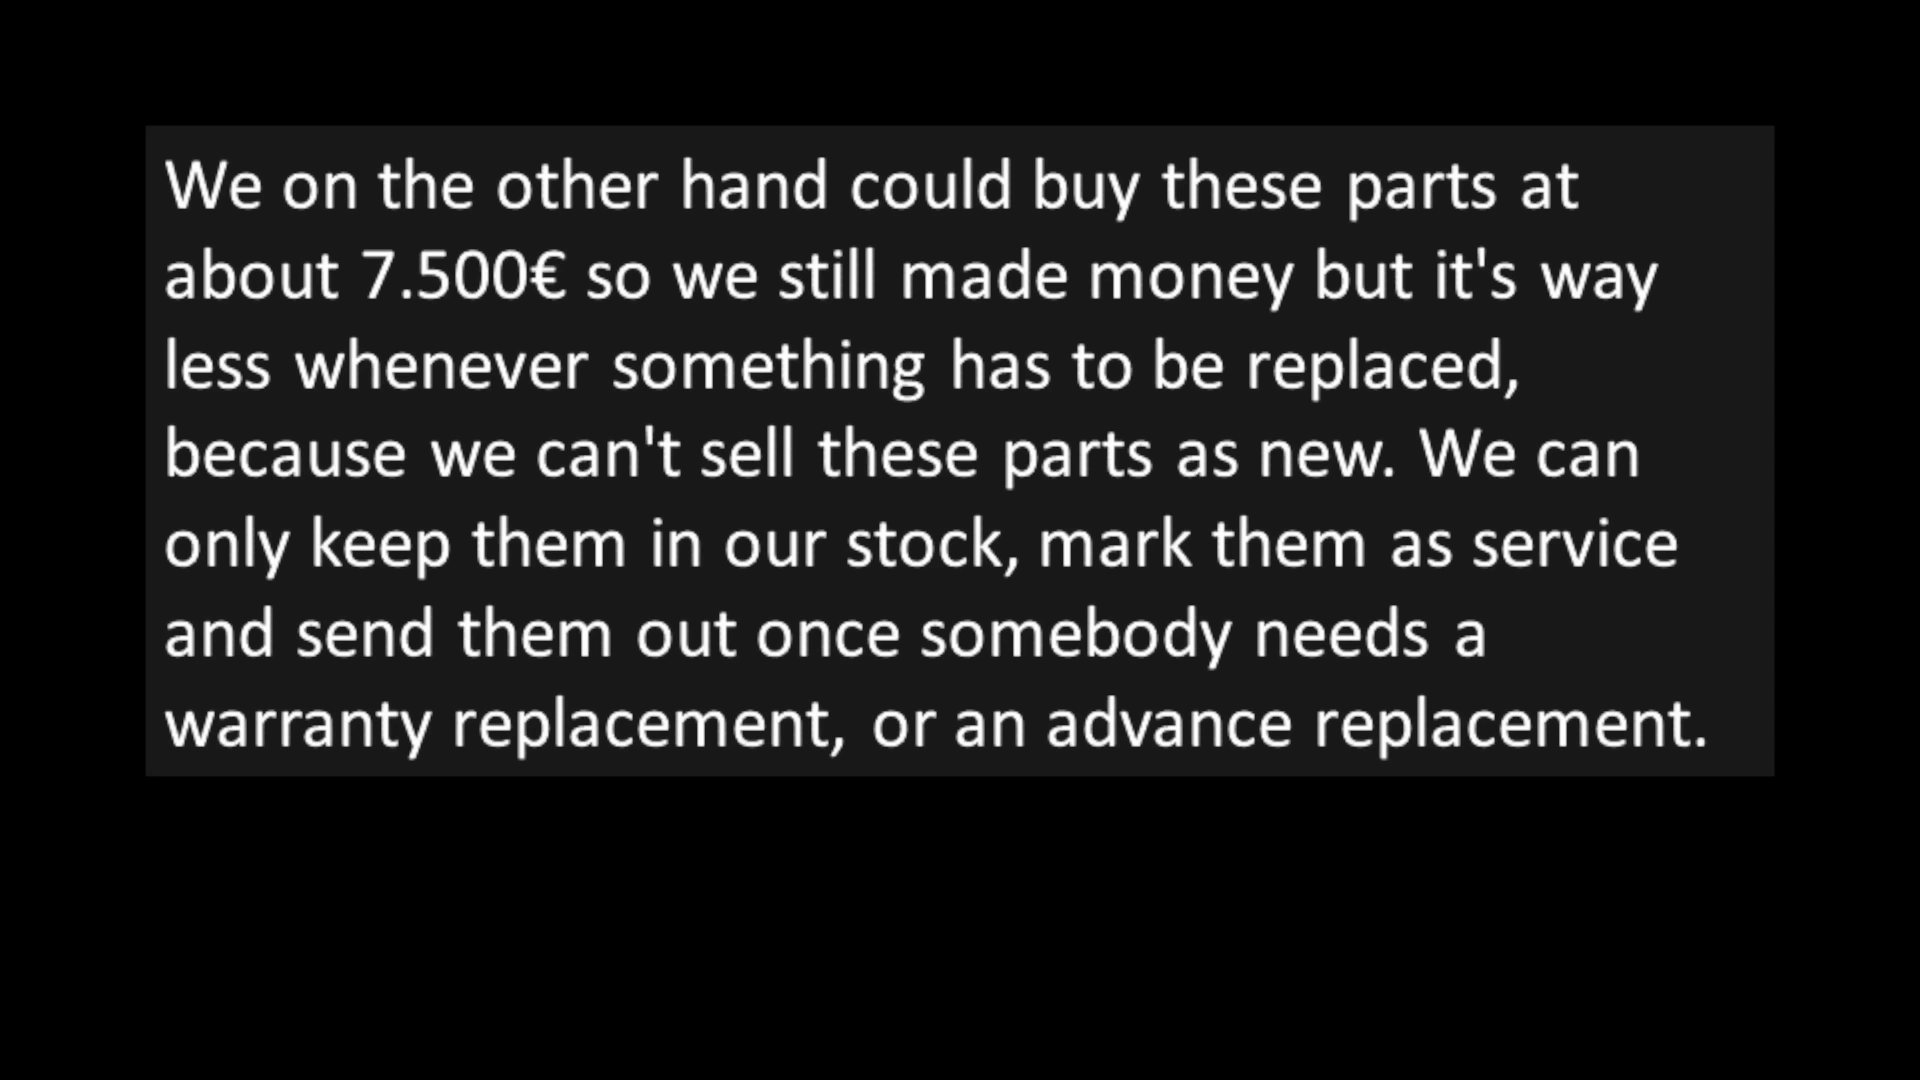 We on the other hand could buy these parts at
about 7.500€ so we still made money but it's way
less whenever something has to be replaced,
because we can't sell these parts as new. We can
only keep them in our stock, mark them as service
and send them out once somebody needs a
warranty replacement, or an advance replacement.